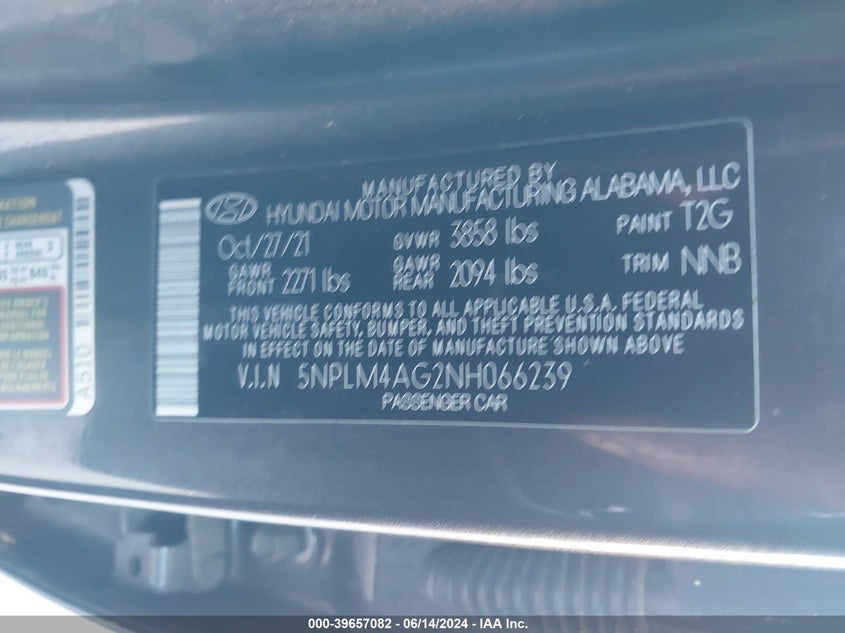 MANUFACTURED BY
HYUNDAI MOTOR MANUFACTURING ALABAMA, LLC
Oct/27/21 GVWR 3858 lbs PAINT T2G
GAWR FRONT 2271 lbs GAWR REAR 2094 lbs TRIM NNB
THIS VEHICLE CONFORMS TO ALL APPLICABLE U.S.A. FEDERAL
MOTOR VEHICLE SAFETY, BUMPER, AND THEFT PREVENTION STANDARDS
IN EFFECT ON THE DATE OF MANUFACTURE SHOWN ABOVE
V.I.N 5NPLM4AG2NH066239
PASSENGER CAR
A510
000-39657082 - 06/14/2024 - IAA Inc.